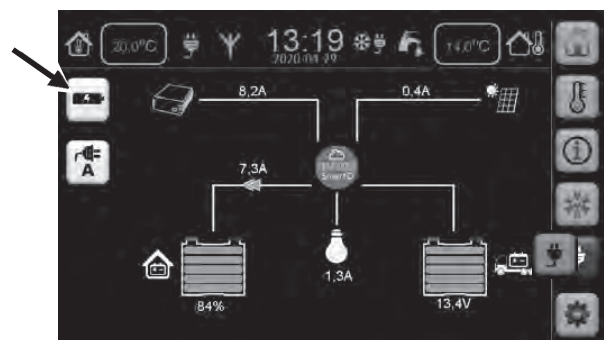 20.0°C 13:19 14.0°C
2020-04-29
8,2A 0,4A
A
7,3A
SmartD
1,3A
84% 13,4V